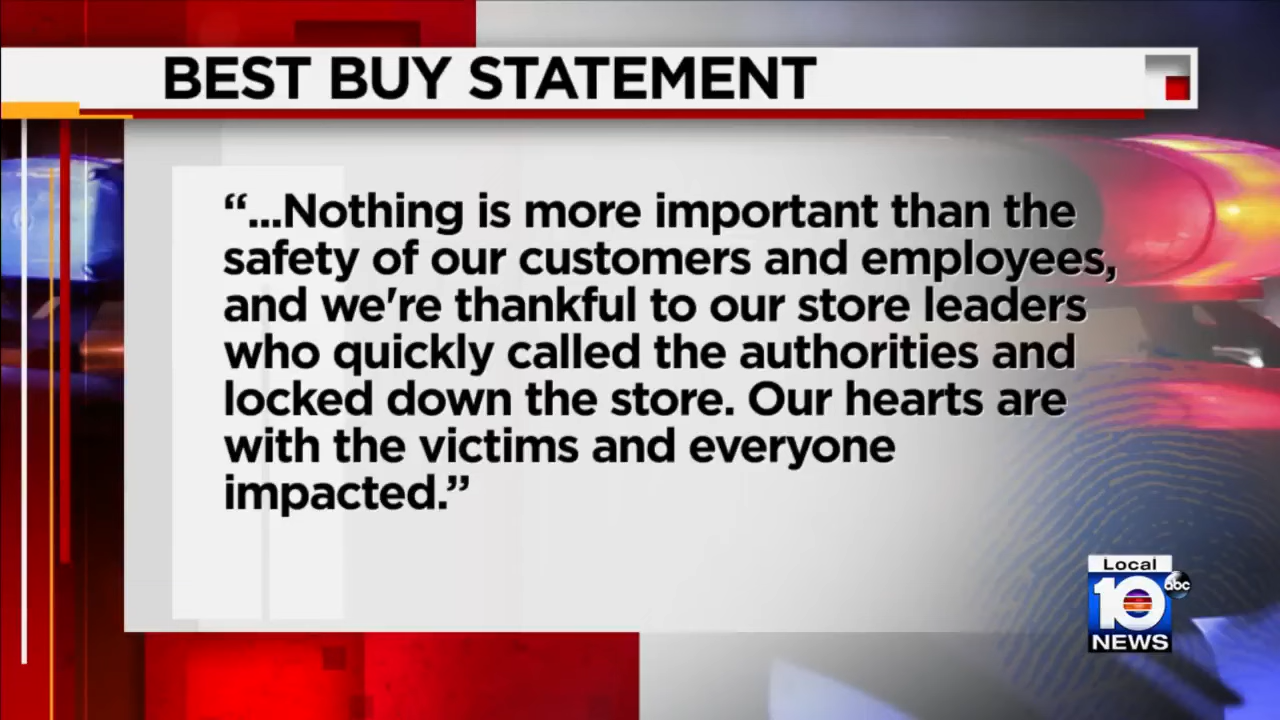 BEST BUY STATEMENT
“...Nothing is more important than the
safety of our customers and employees,
and we're thankful to our store leaders
who quickly called the authorities and
locked down the store. Our hearts are
with the victims and everyone
impacted.”
Local
10
abc
NEWS